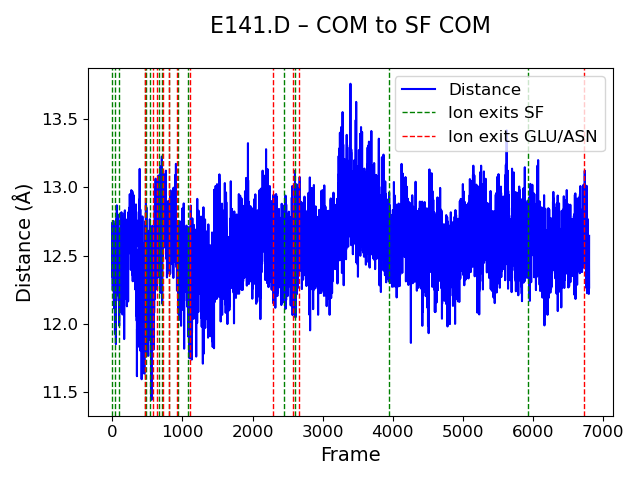 E141.D – COM to SF COM
Distance
Ion exits SF
Ion exits GLU/ASN
Distance (Å)
13.5
13.0
12.5
12.0
11.5
0 1000 2000 3000 4000 5000 6000 7000
Frame